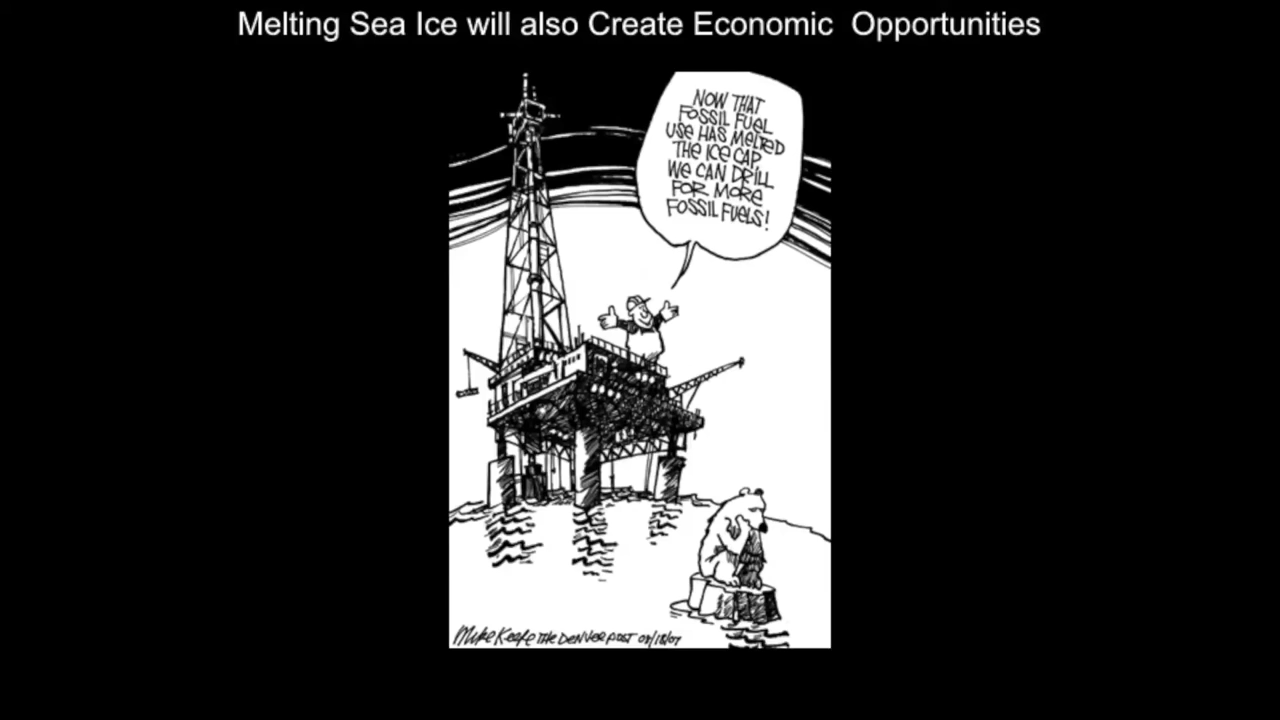 Melting Sea Ice will also Create Economic Opportunities
NOW THAT
FOSSIL FUEL
USE HAS MELTED
THE ICE CAP
WE CAN DRILL
FOR MORE
FOSSIL FUELS!
Mike Keefe THE DENVER POST